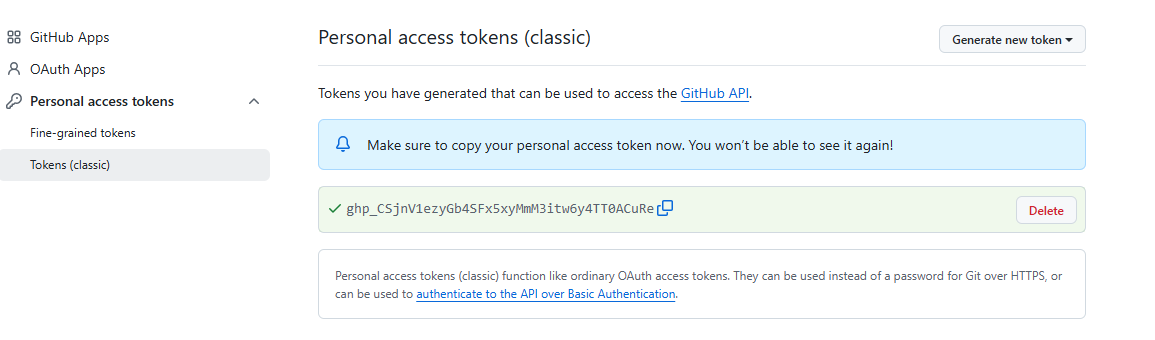 GitHub Apps
OAuth Apps
Personal access tokens
Fine-grained tokens
Tokens (classic)
Personal access tokens (classic)
Generate new token
Tokens you have generated that can be used to access the GitHub API.
Make sure to copy your personal access token now. You won't be able to see it again!
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
Delete
Personal access tokens (classic) function like ordinary OAuth access tokens. They can be used instead of a password for Git over HTTPS, or
can be used to authenticate to the API over Basic Authentication.